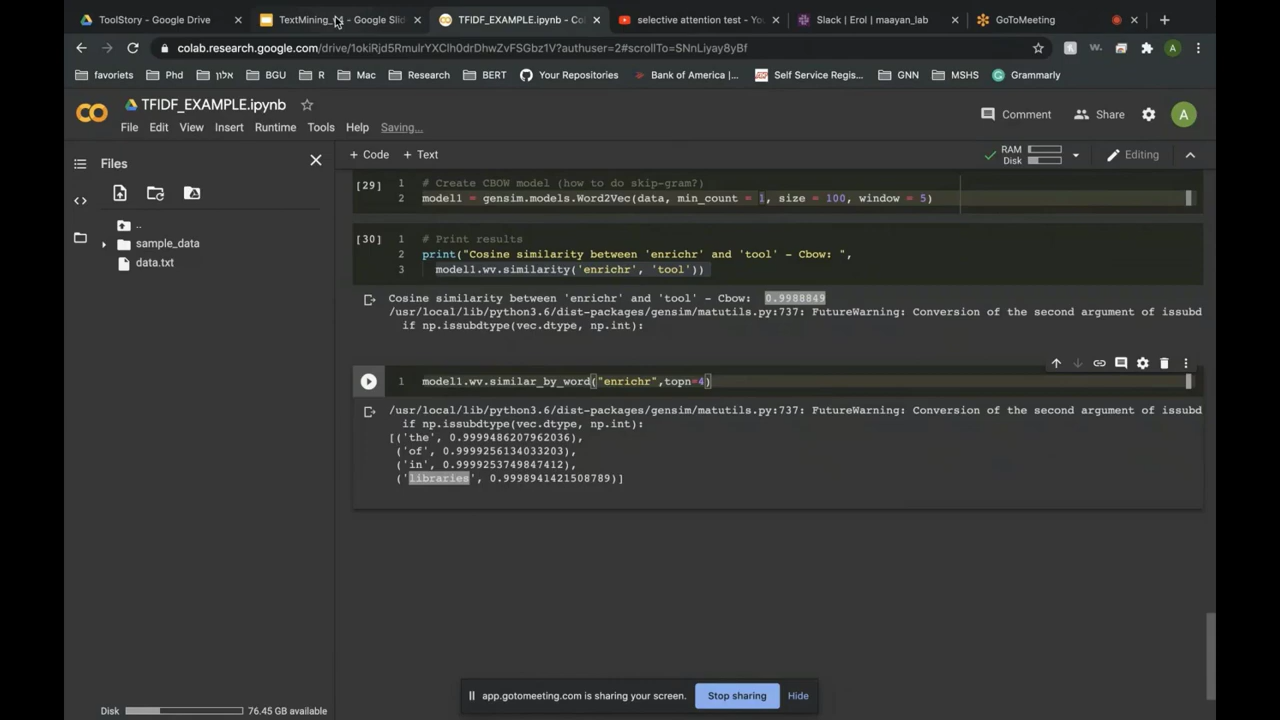 ToolStory - Google Drive
TextMining_ - Google Slid
TFIDF_EXAMPLE.ipynb - Co
selective attention test - You
Slack | Erol | maayan_lab
GoToMeeting
colab.research.google.com/drive/1okiRjd5RmulrYXClh0drDhwZvFSGbz1V?authuser=2#scrollTo=SNnLiyay8yBf
favoriets
Phd
אלון
BGU
R
Mac
Research
BERT
Your Repositories
Bank of America |...
Self Service Regis...
GNN
MSHS
Grammarly
TFIDF_EXAMPLE.ipynb
File Edit View Insert Runtime Tools Help Saving...
Comment
Share
A
Files
+ Code + Text
RAM
Disk
Editing
..
sample_data
data.txt
[29] 1 # Create CBOW model (how to do skip-gram?)
2 model1 = gensim.models.Word2Vec(data, min_count = 1, size = 100, window = 5)
[30] 1 # Print results
2 print("Cosine similarity between 'enrichr' and 'tool' - Cbow: ",
3 model1.wv.similarity('enrichr', 'tool'))
Cosine similarity between 'enrichr' and 'tool' - Cbow: 0.9988849
/usr/local/lib/python3.6/dist-packages/gensim/matutils.py:737: FutureWarning: Conversion of the second argument of issubd
if np.issubdtype(vec.dtype, np.int):
1 model1.wv.similar_by_word("enrichr",topn=4)
/usr/local/lib/python3.6/dist-packages/gensim/matutils.py:737: FutureWarning: Conversion of the second argument of issubd
if np.issubdtype(vec.dtype, np.int):
[('the', 0.9999486207962036),
('of', 0.9999256134033203),
('in', 0.9999253749847412),
('libraries', 0.9998941421508789)]
app.gotomeeting.com is sharing your screen.
Stop sharing
Hide
Disk
76.45 GB available